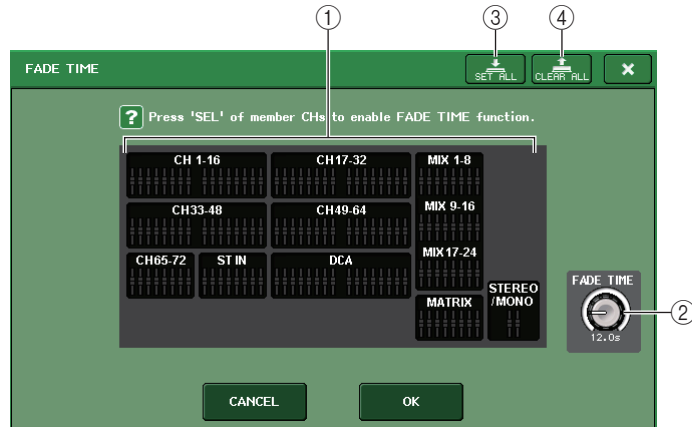 ① ③ ④
FADE TIME
SET ALL
CLEAR ALL
×
? Press 'SEL' of member CHs to enable FADE TIME function.
CH 1-16
CH17-32
MIX 1-8
CH33-48
CH49-64
MIX 9-16
CH65-72
ST IN
DCA
MIX17-24
MATRIX
STEREO
/MONO
FADE TIME
②
12.0s
CANCEL
OK